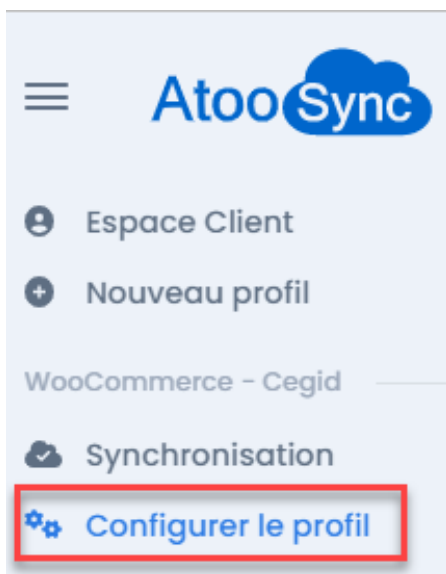 AtooSync
Espace Client
Nouveau profil
WooCommerce - Cegid
Synchronisation
Configurer le profil